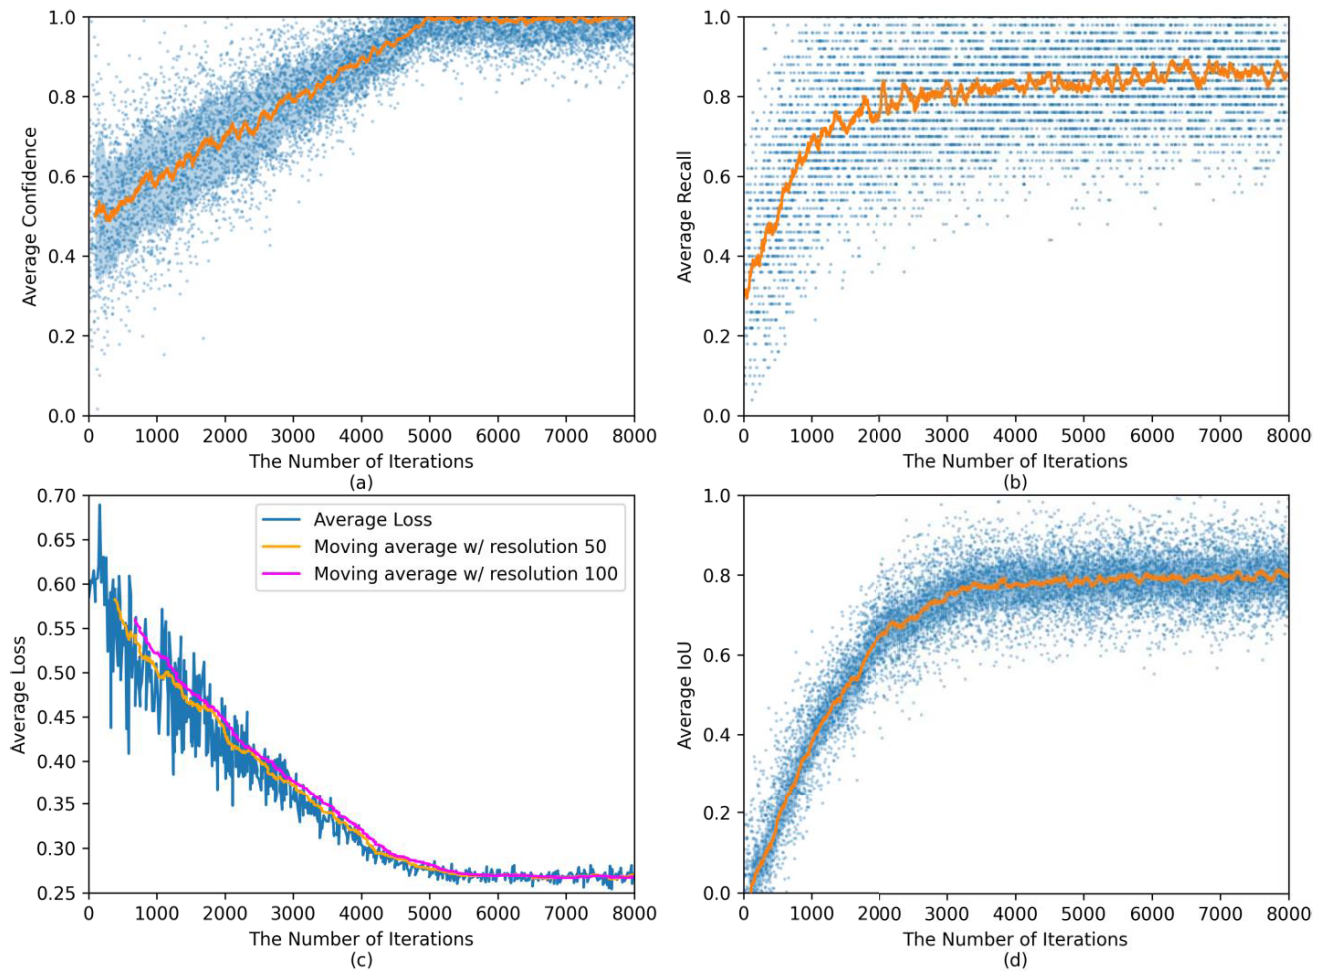 1.0
0.8
0.6
0.4
0.2
0.0
Average Confidence
0 1000 2000 3000 4000 5000 6000 7000 8000
The Number of Iterations
(a)
1.0
0.8
0.6
0.4
0.2
0.0
Average Recall
0 1000 2000 3000 4000 5000 6000 7000 8000
The Number of Iterations
(b)
0.70
0.65
0.60
0.55
0.50
0.45
0.40
0.35
0.30
0.25
Average Loss
Average Loss
Moving average w/ resolution 50
Moving average w/ resolution 100
0 1000 2000 3000 4000 5000 6000 7000 8000
The Number of Iterations
(c)
1.0
0.8
0.6
0.4
0.2
0.0
Average IoU
0 1000 2000 3000 4000 5000 6000 7000 8000
The Number of Iterations
(d)